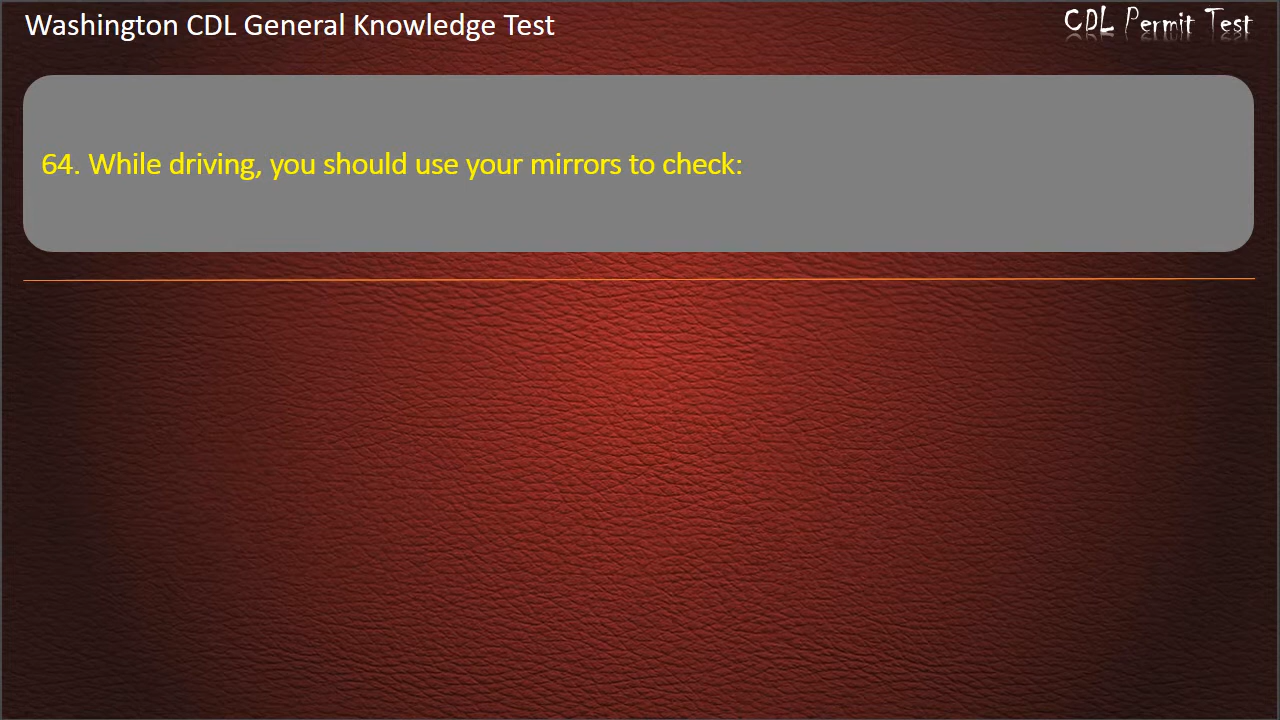 Washington CDL General Knowledge Test
CDL Permit Test
64. While driving, you should use your mirrors to check: